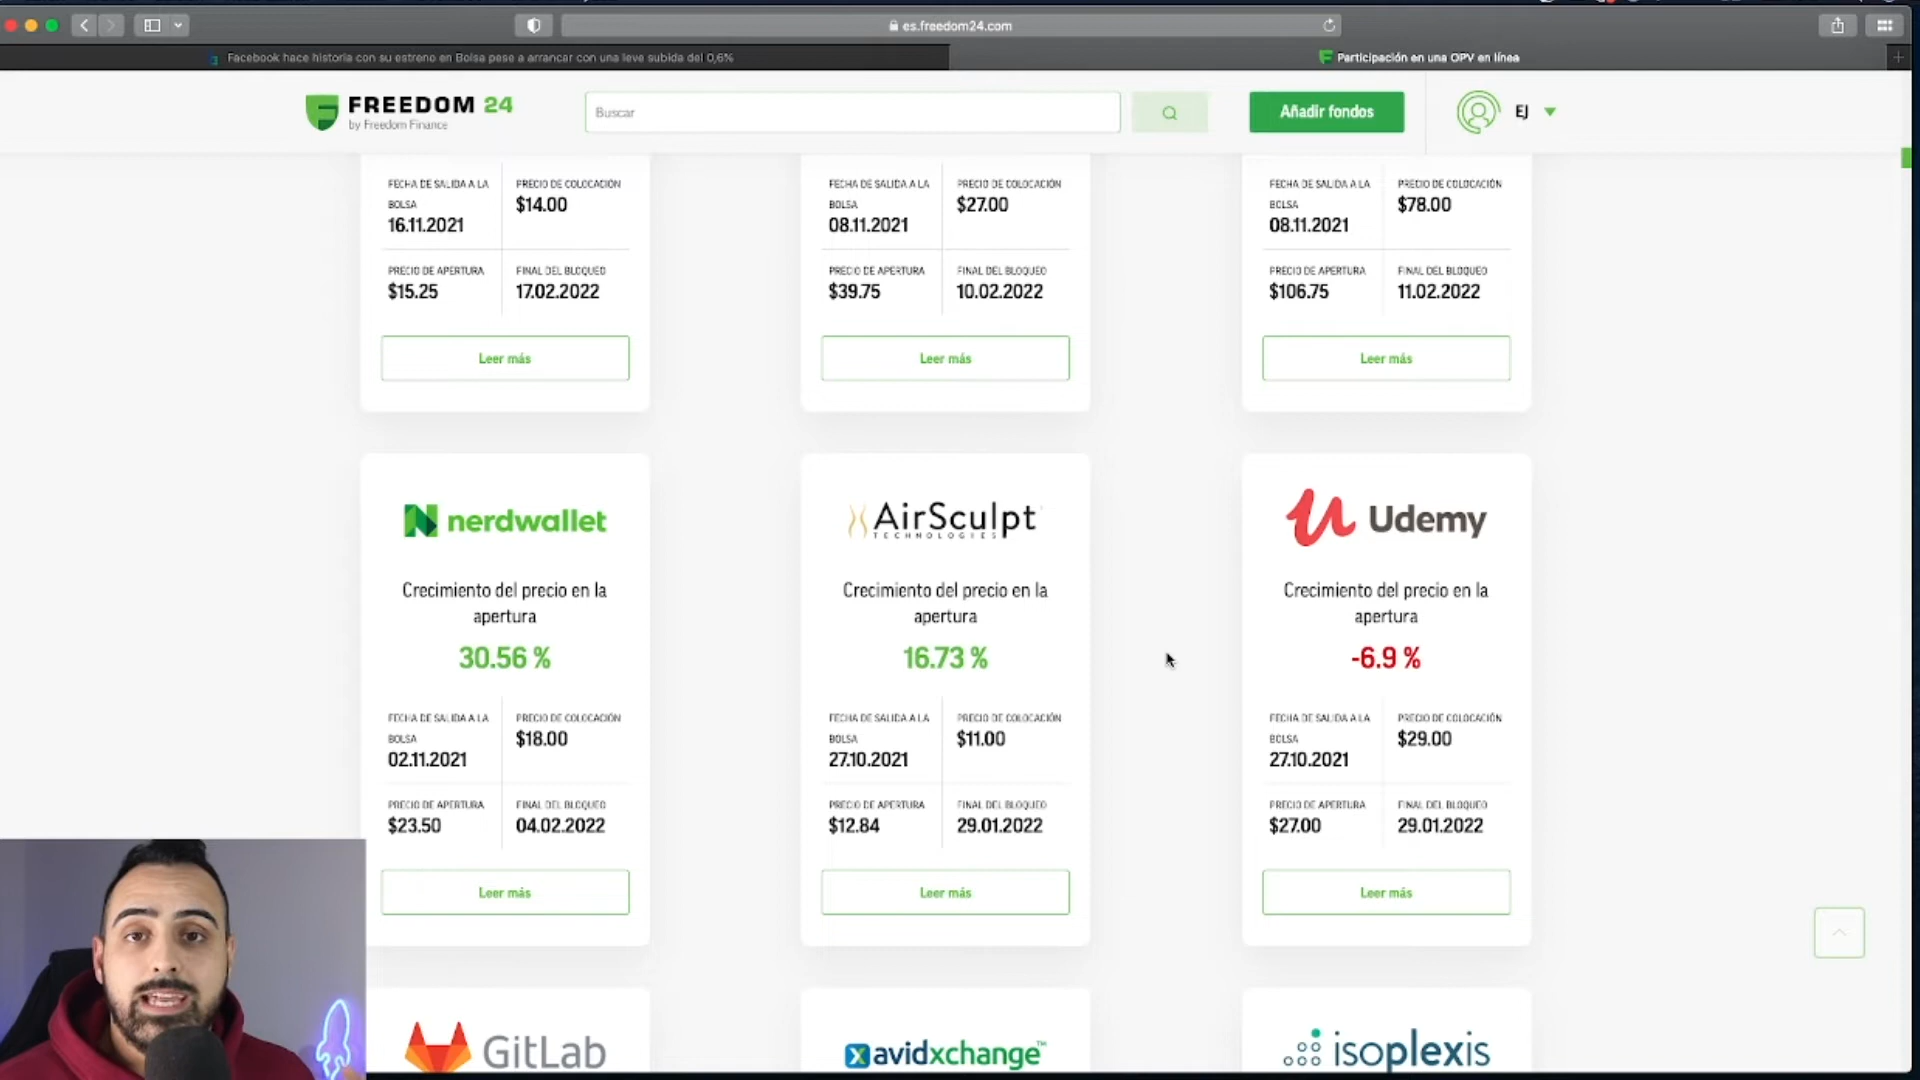 es.freedom24.com
Facebook hace historia con su estreno en Bolsa pese a arrancar con una leve subida del 0,6%
Participación en una OPV en línea
FREEDOM 24
by Freedom Finance
Buscar
Añadir fondos
EJ
FECHA DE SALIDA A LA
BOLSA
16.11.2021
PRECIO DE COLOCACIÓN
$14.00
PRECIO DE APERTURA
$15.25
FINAL DEL BLOQUEO
17.02.2022
Leer más
FECHA DE SALIDA A LA
BOLSA
08.11.2021
PRECIO DE COLOCACIÓN
$27.00
PRECIO DE APERTURA
$39.75
FINAL DEL BLOQUEO
10.02.2022
Leer más
FECHA DE SALIDA A LA
BOLSA
08.11.2021
PRECIO DE COLOCACIÓN
$78.00
PRECIO DE APERTURA
$106.75
FINAL DEL BLOQUEO
11.02.2022
Leer más
nerdwallet
Crecimiento del precio en la
apertura
30.56 %
FECHA DE SALIDA A LA
BOLSA
02.11.2021
PRECIO DE COLOCACIÓN
$18.00
PRECIO DE APERTURA
$23.50
FINAL DEL BLOQUEO
04.02.2022
Leer más
AirSculpt
TECHNOLOGIES
Crecimiento del precio en la
apertura
16.73 %
FECHA DE SALIDA A LA
BOLSA
27.10.2021
PRECIO DE COLOCACIÓN
$11.00
PRECIO DE APERTURA
$12.84
FINAL DEL BLOQUEO
29.01.2022
Leer más
Udemy
Crecimiento del precio en la
apertura
-6.9 %
FECHA DE SALIDA A LA
BOLSA
27.10.2021
PRECIO DE COLOCACIÓN
$29.00
PRECIO DE APERTURA
$27.00
FINAL DEL BLOQUEO
29.01.2022
Leer más
GitLab
avidxchange™
isoplexis